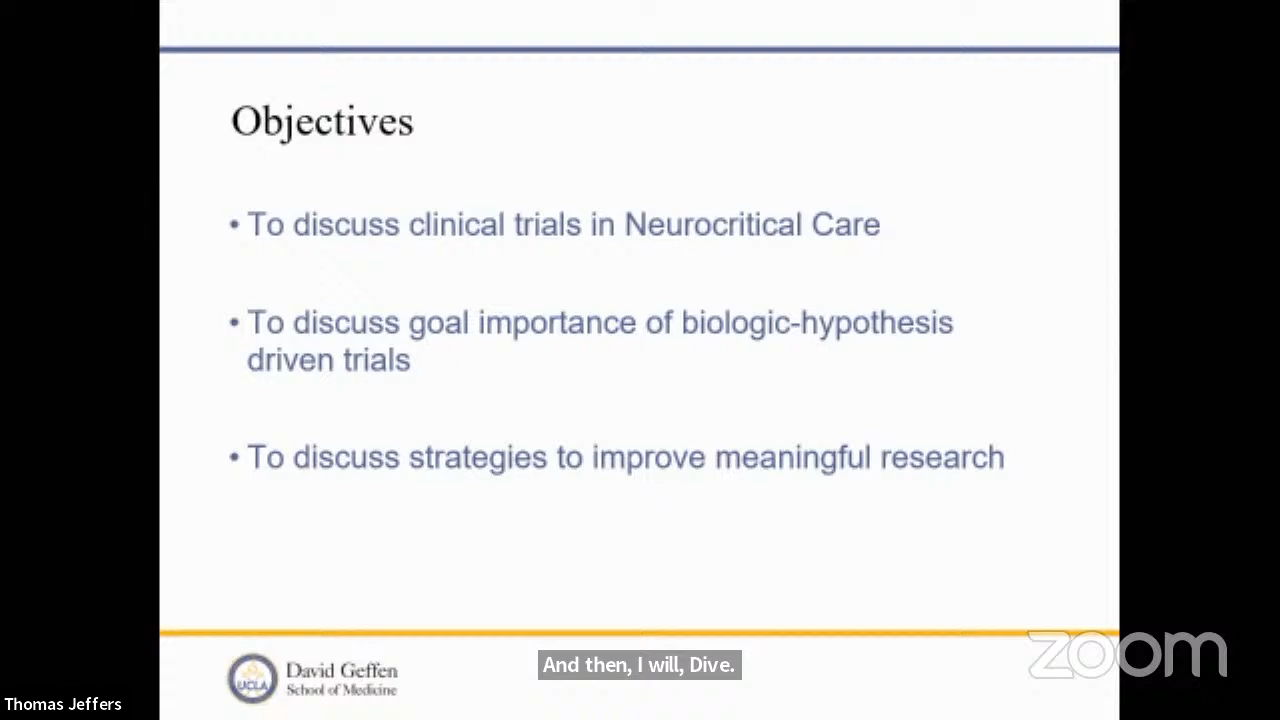 Objectives
• To discuss clinical trials in Neurocritical Care
• To discuss goal importance of biologic-hypothesis
driven trials
• To discuss strategies to improve meaningful research
UCLA
David Geffen
School of Medicine
And then, I will, Dive.
zoom
Thomas Jeffers